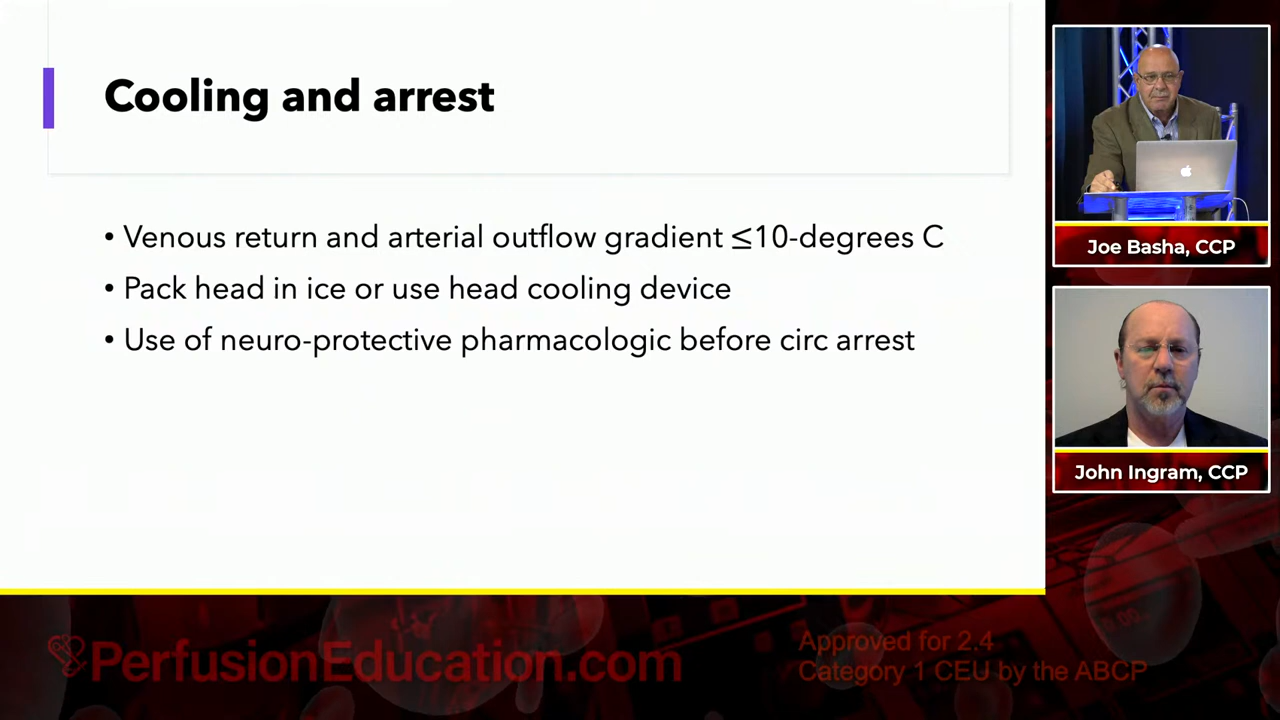 Cooling and arrest
• Venous return and arterial outflow gradient ≤10-degrees C
• Pack head in ice or use head cooling device
• Use of neuro-protective pharmacologic before circ arrest
Joe Basha, CCP
John Ingram, CCP
PerfusionEducation.com
Approved for 2.4
Category 1 CEU by the ABCP